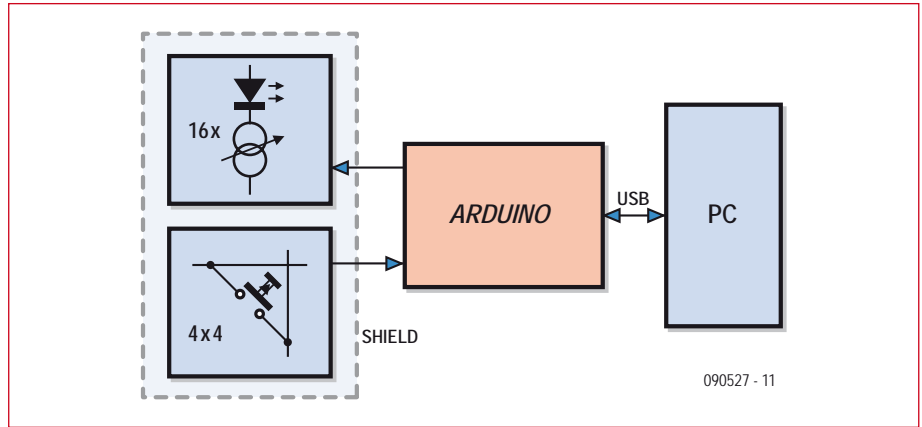 16x
4x4
SHIELD
ARDUINO
USB
PC
090527 - 11